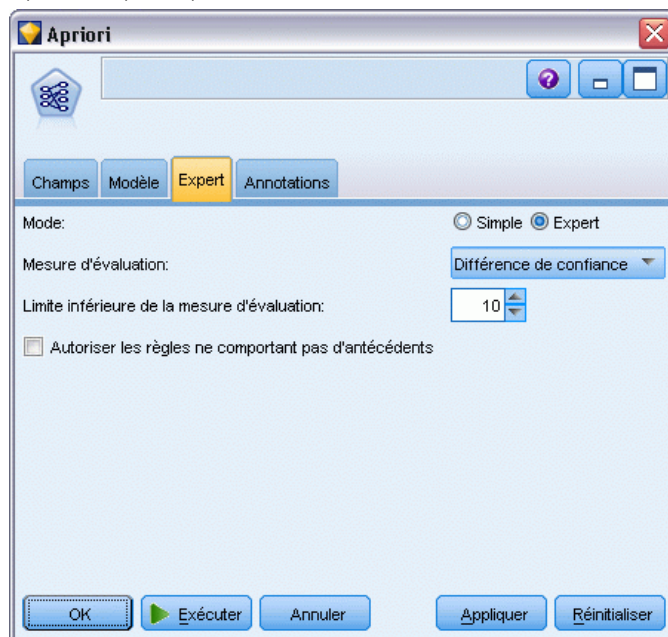 Apriori
Champs Modèle Expert Annotations
Mode: Simple Expert
Mesure d'évaluation: Différence de confiance
Limite inférieure de la mesure d'évaluation: 10
Autoriser les règles ne comportant pas d'antécédents
OK Exécuter Annuler Appliquer Réinitialiser